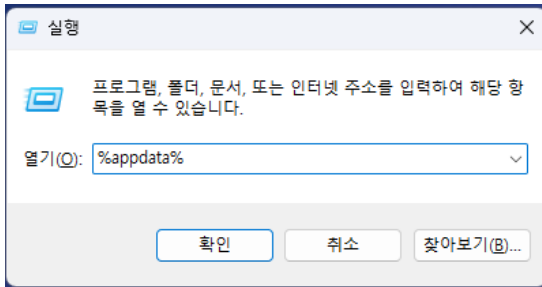 실행
프로그램, 폴더, 문서, 또는 인터넷 주소를 입력하여 해당 항
목을 열 수 있습니다.
열기(O): %appdata%
확인 취소 찾아보기(B)...